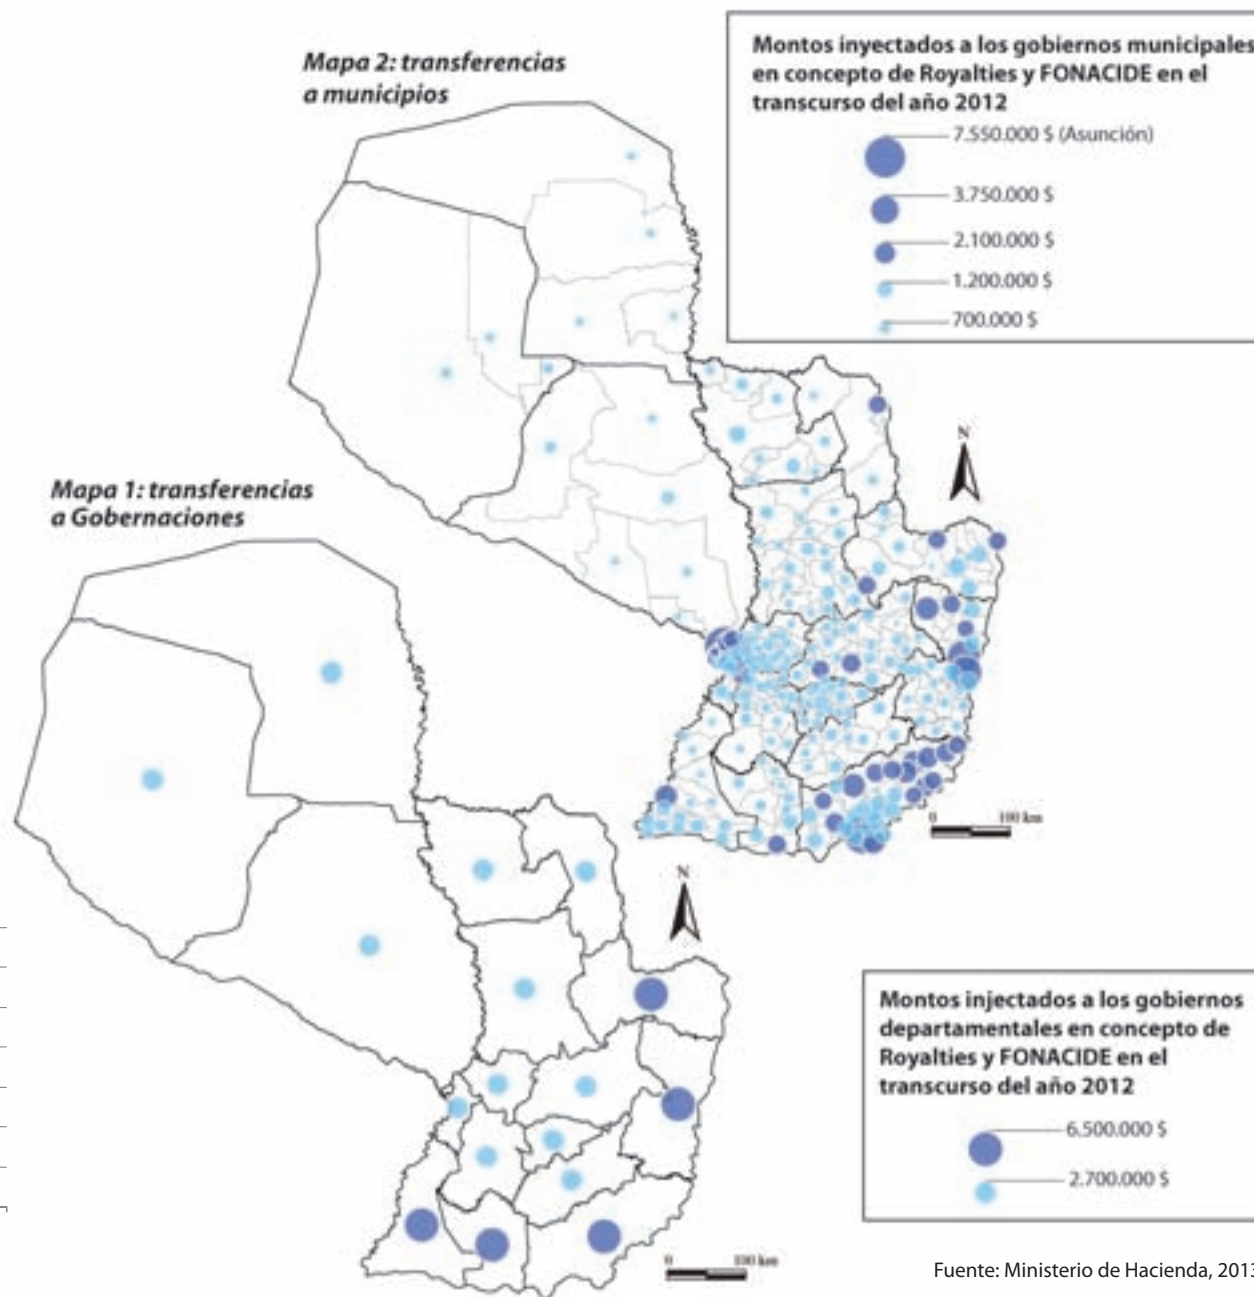 Mapa 2: transferencias
a municipios
Montos inyectados a los gobiernos municipales
en concepto de Royalties y FONACIDE en el
transcurso del año 2012
7.550.000 $ (Asunción)
3.750.000 $
2.100.000 $
1.200.000 $
700.000 $
N
0 100 km
Mapa 1: transferencias
a Gobernaciones
N
0 100 km
Montos injectados a los gobiernos
departamentales en concepto de
Royalties y FONACIDE en el
transcurso del año 2012
6.500.000 $
2.700.000 $
Fuente: Ministerio de Hacienda, 2013